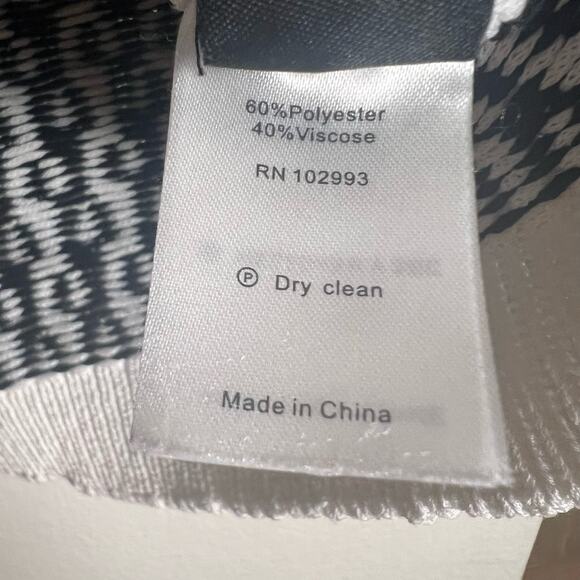 60%Polyester
40%Viscose
RN 102993
Ⓟ Dry clean
Made in China